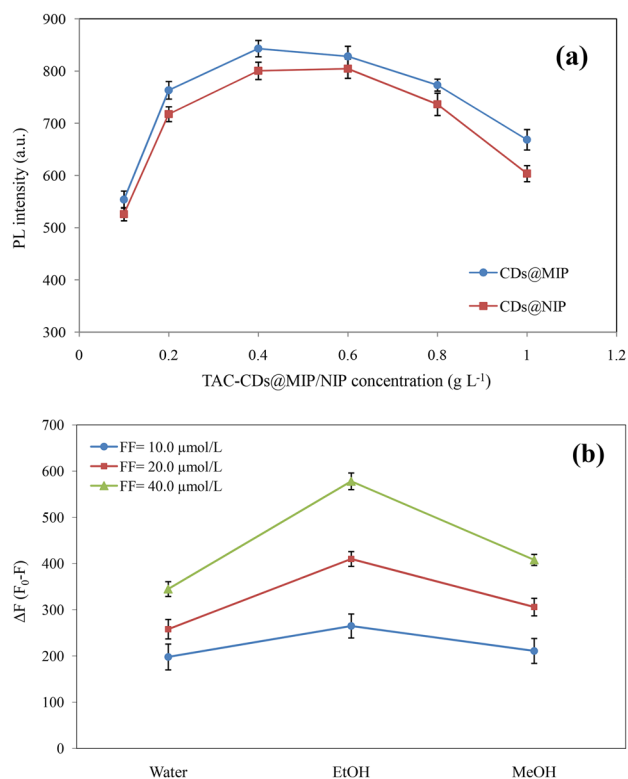 900
800
700
600
500
400
300
PL intensity (a.u.)
(a)
CDs@MIP
CDs@NIP
0
0.2
0.4
0.6
0.8
1
1.2
TAC-CDs@MIP/NIP concentration (g L⁻¹)
700
600
500
400
300
200
100
0
ΔF (F₀-F)
FF= 10.0 µmol/L
FF= 20.0 µmol/L
FF= 40.0 µmol/L
(b)
Water
EtOH
MeOH